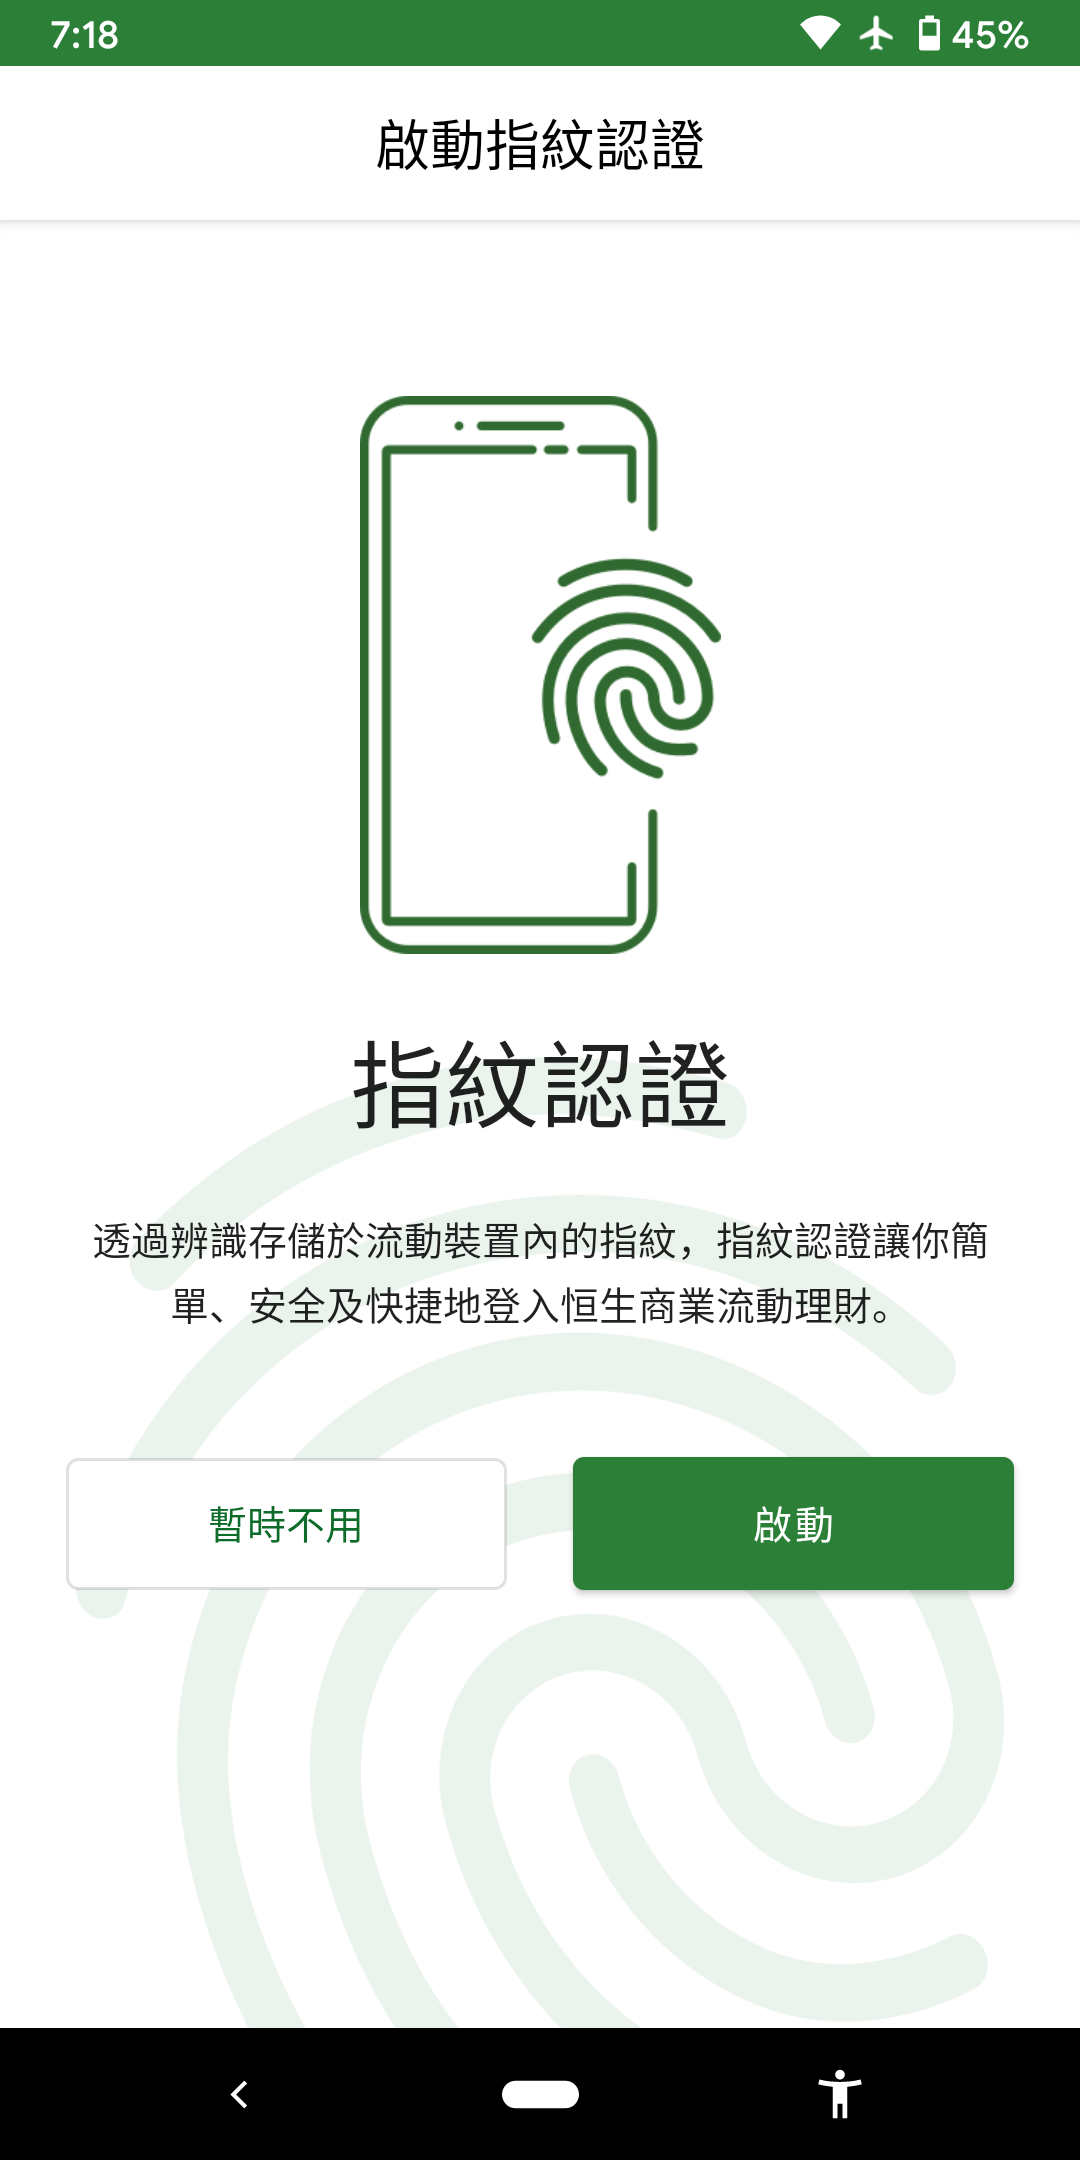 7:18
45%
啟動指紋認證
指紋認證
透過辨識存儲於流動裝置內的指紋，指紋認證讓你簡
單、安全及快捷地登入恒生商業流動理財。
暫時不用
啟動